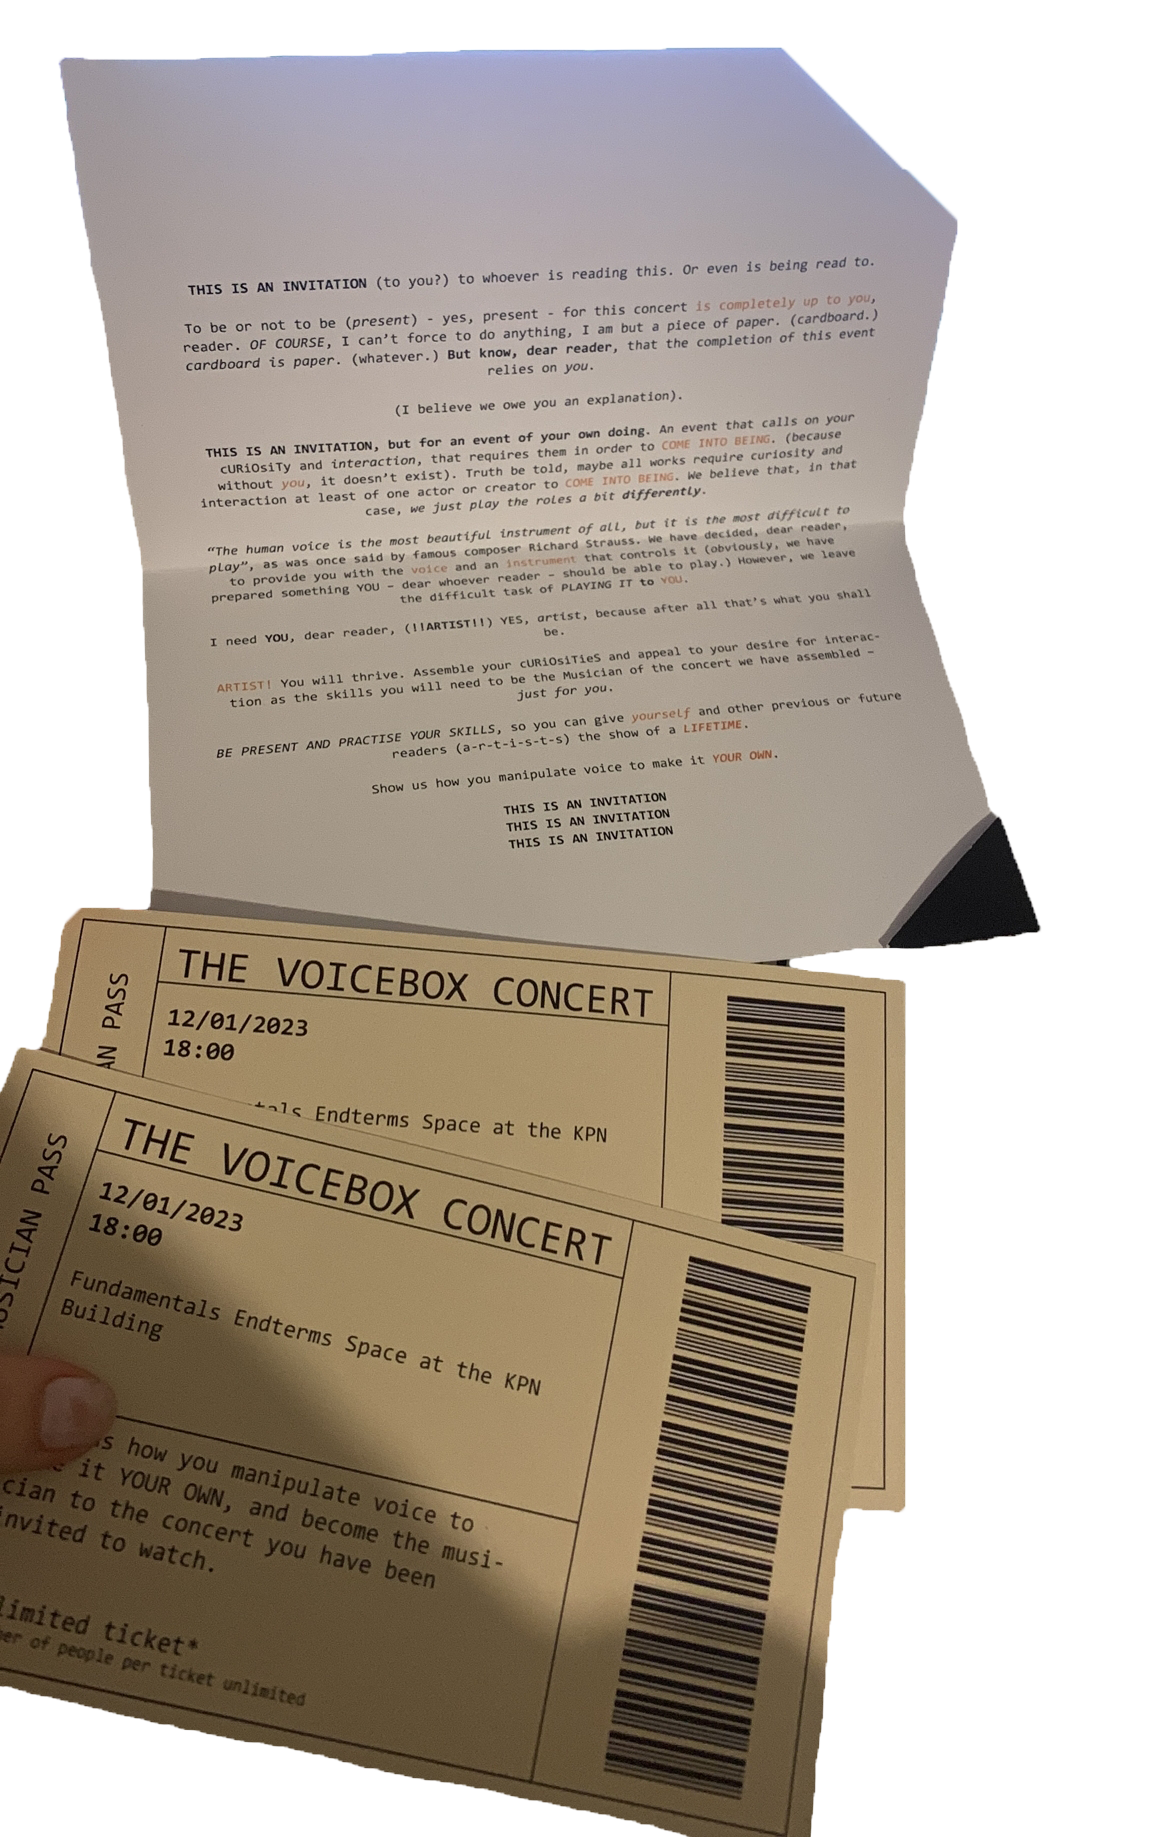 THIS IS AN INVITATION (to you?) to whoever is reading this. Or even is being read to.
To be or not to be (present) - yes, present - for this concert is completely up to you,
reader. OF COURSE, I can't force to do anything, I am but a piece of paper. (cardboard.)
cardboard is paper. (whatever.) But know, dear reader, that the completion of this event
relies on you.
(I believe we owe you an explanation).
THIS IS AN INVITATION, but for an event of your own doing. An event that calls on your
cURiOsiTy and interaction, that requires them in order to COME INTO BEING. (because
without you, it doesn't exist). Truth be told, maybe all works require curiosity and
interaction at least of one actor or creator to COME INTO BEING. We believe that, in that
case, we just play the roles a bit differently.
"The human voice is the most beautiful instrument of all, but it is the most difficult to
play", as was once said by famous composer Richard Strauss. We have decided, dear reader,
to provide you with the voice and an instrument that controls it (obviously, we have
prepared something YOU – dear whoever reader – should be able to play.) However, we leave
the difficult task of PLAYING IT to YOU.
I need YOU, dear reader, (!!ARTIST!!) YES, artist, because after all that's what you shall
be.
ARTIST! You will thrive. Assemble your cURiOsiTieS and appeal to your desire for interac-
tion as the skills you will need to be the Musician of the concert we have assembled –
just for you.
BE PRESENT AND PRACTISE YOUR SKILLS, so you can give yourself and other previous or future
readers (a-r-t-i-s-t-s) the show of a LIFETIME.
Show us how you manipulate voice to make it YOUR OWN.
THIS IS AN INVITATION
THIS IS AN INVITATION
THIS IS AN INVITATION
PASS
THE VOICEBOX CONCERT
12/01/2023
18:00
Endterms Space at the KPN
MUSICIAN PASS
THE VOICEBOX CONCERT
12/01/2023
18:00
Fundamentals Endterms Space at the KPN
Building
how you manipulate voice to
it YOUR OWN, and become the musi-
cian to the concert you have been
invited to watch.
ticket*
of people per ticket unlimited